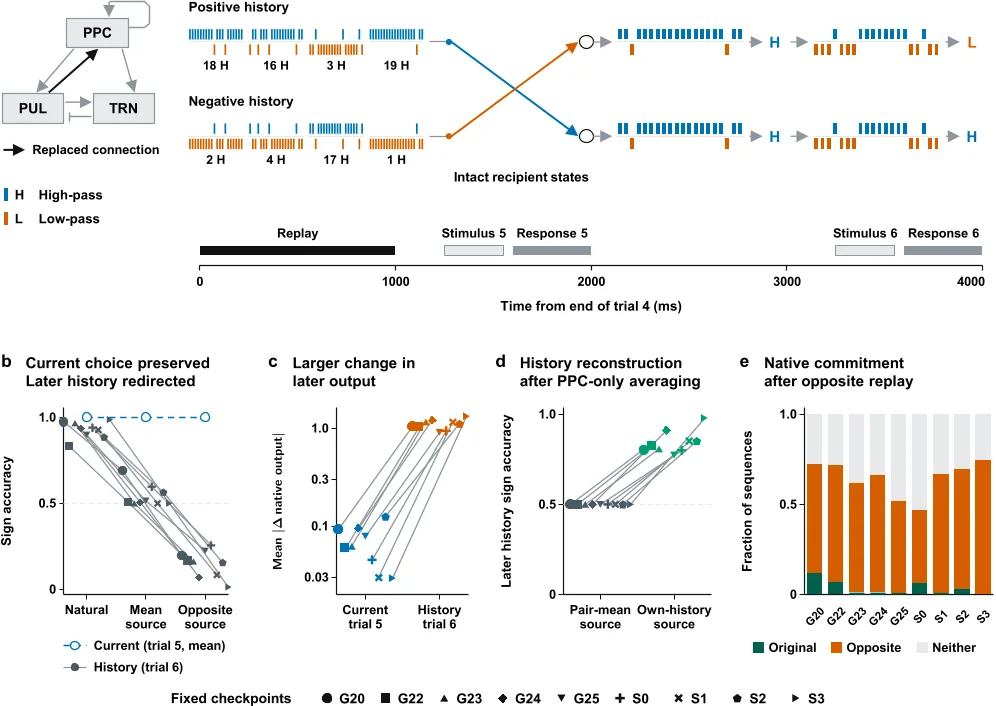 PPC
PUL
TRN
Replaced connection
H High-pass
L Low-pass
Positive history
18 H 16 H 3 H 19 H
H L
Negative history
2 H 4 H 17 H 1 H
H H
Intact recipient states
Replay Stimulus 5 Response 5 Stimulus 6 Response 6
0 1000 2000 3000 4000
Time from end of trial 4 (ms)
b Current choice preserved
Later history redirected
Sign accuracy
1.0
0.5
0
Natural Mean source Opposite source
Current (trial 5, mean)
History (trial 6)
c Larger change in
later output
Mean |Δ native output|
1.0
0.3
0.1
0.03
Current trial 5 History trial 6
d History reconstruction
after PPC-only averaging
Later history sign accuracy
1.0
0.5
0
Pair-mean source Own-history source
e Native commitment
after opposite replay
Fraction of sequences
1.0
0.5
0
G20 G22 G23 G24 G25 S0 S1 S2 S3
Original Opposite Neither
Fixed checkpoints G20 G22 G23 G24 G25 S0 S1 S2 S3